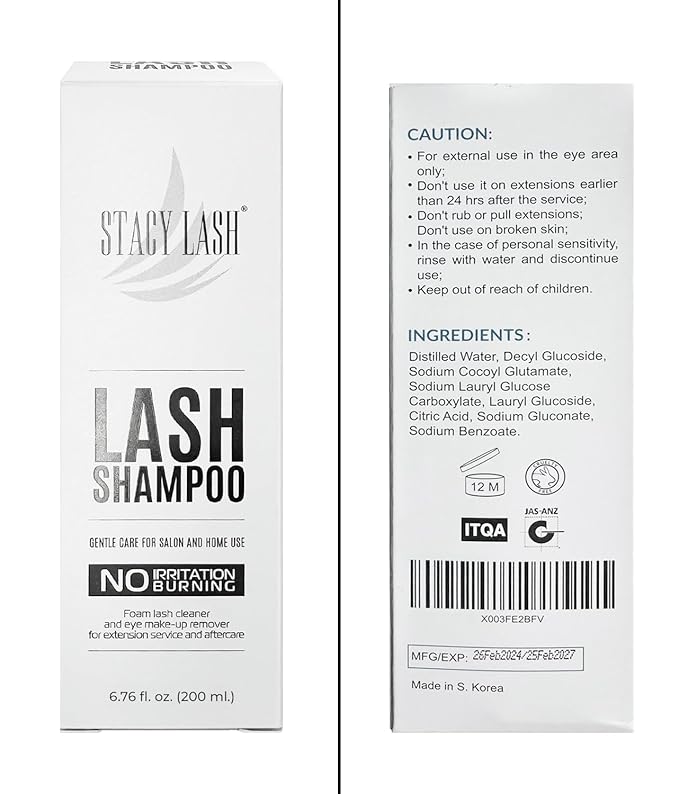 LASH
SHAMPOO
STACY LASH®
LASH
SHAMPOO
GENTLE CARE FOR SALON AND HOME USE
NO IRRITATION
BURNING
Foam lash cleaner
and eye make-up remover
for extension service and aftercare
6.76 fl. oz. (200 ml.)
CAUTION:
• For external use in the eye area
only;
• Don't use it on extensions earlier
than 24 hrs after the service;
• Don't rub or pull extensions;
Don't use on broken skin;
• In the case of personal sensitivity,
rinse with water and discontinue
use;
• Keep out of reach of children.
INGREDIENTS:
Distilled Water, Decyl Glucoside,
Sodium Cocoyl Glutamate,
Sodium Lauryl Glucose
Carboxylate, Lauryl Glucoside,
Citric Acid, Sodium Gluconate,
Sodium Benzoate.
12 M
CRUELTY
FREE
ITQA
JAS-ANZ
X003FE2BFV
MFG/EXP: 26Feb2024/25Feb2027
Made in S. Korea